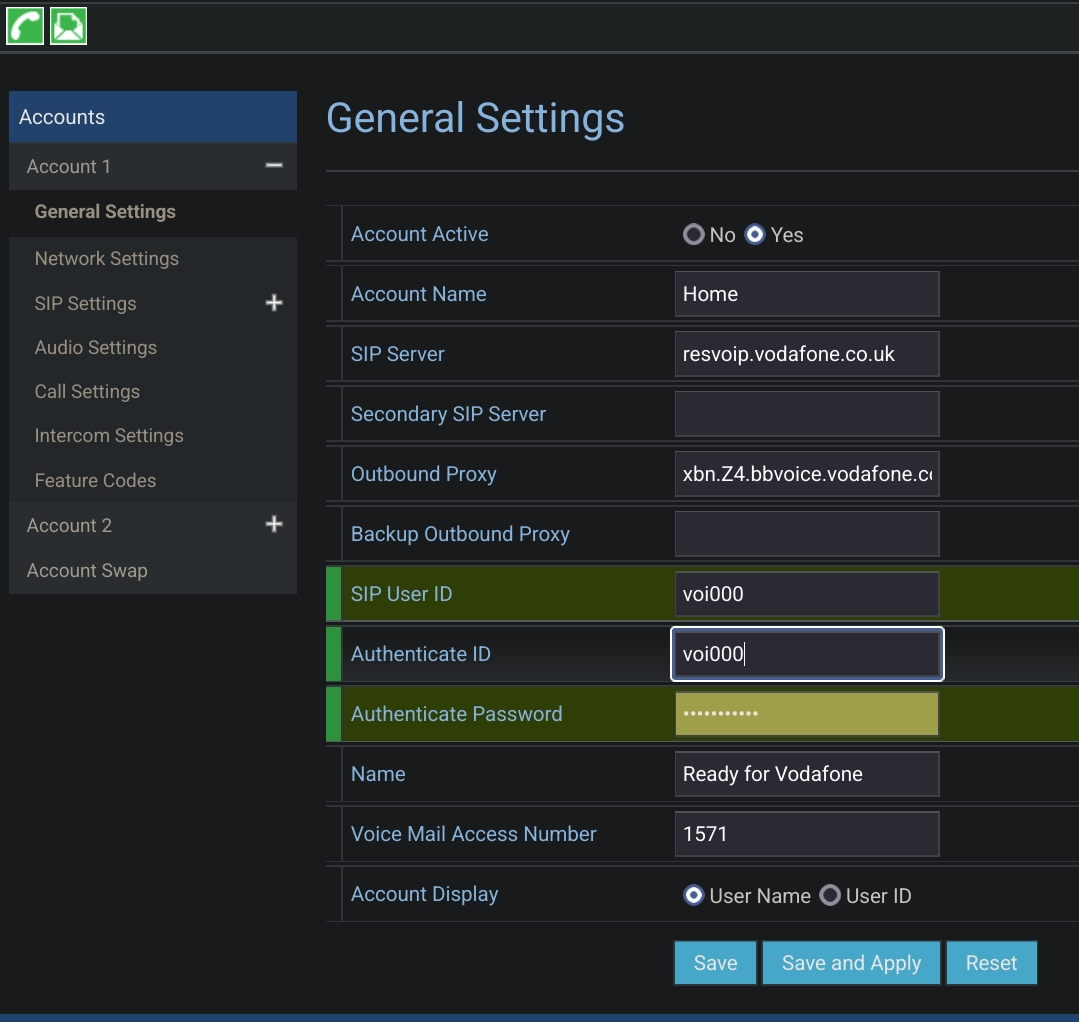 Accounts
Account 1
General Settings
Network Settings
SIP Settings
Audio Settings
Call Settings
Intercom Settings
Feature Codes
Account 2
Account Swap
General Settings
Account Active No Yes
Account Name Home
SIP Server resvoip.vodafone.co.uk
Secondary SIP Server
Outbound Proxy xbn.Z4.bbvoice.vodafone.c
Backup Outbound Proxy
SIP User ID voi000
Authenticate ID voi000
Authenticate Password •••••••••••
Name Ready for Vodafone
Voice Mail Access Number 1571
Account Display User Name User ID
Save Save and Apply Reset